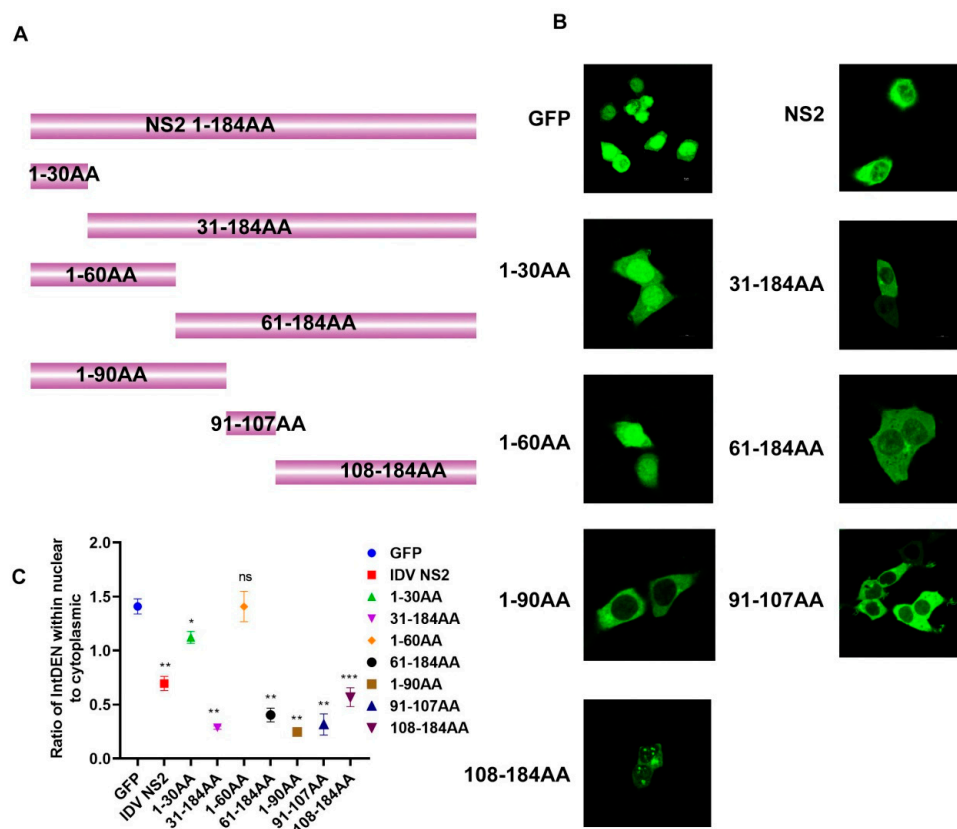 A
NS2 1-184AA
1-30AA
31-184AA
1-60AA
61-184AA
1-90AA
91-107AA
108-184AA
B
GFP
NS2
1-30AA
31-184AA
1-60AA
61-184AA
1-90AA
91-107AA
108-184AA
C
Ratio of IntDEN within nuclear
to cytoplasmic
2.0
1.5
1.0
0.5
0.0
**
*
**
ns
**
**
**
***
GFP
IDV NS2
1-30AA
31-184AA
1-60AA
61-184AA
1-90AA
91-107AA
108-184AA
GFP
IDV NS2
1-30AA
31-184AA
1-60AA
61-184AA
1-90AA
91-107AA
108-184AA